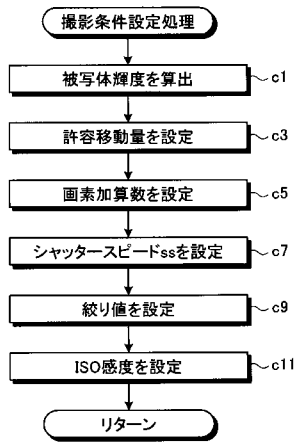 撮影条件設定処理
被写体輝度を算出 c1
許容移動量を設定 c3
画素加算数を設定 c5
シャッタースピードssを設定 c7
絞り値を設定 c9
ISO感度を設定 c11
リターン